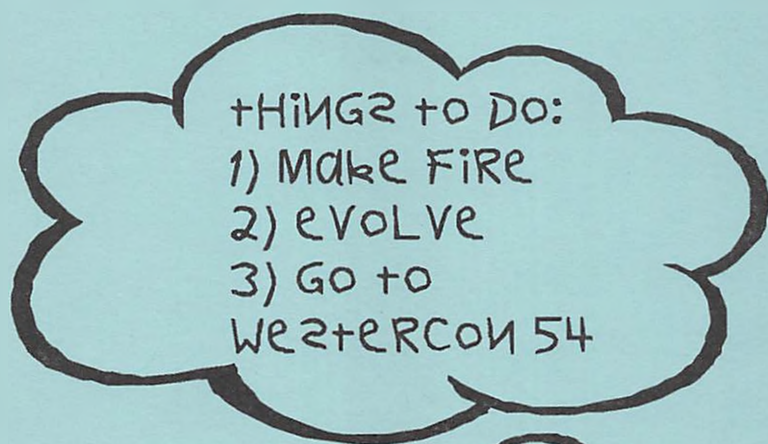 tHiNGS to DO:
1) Make FiRe
2) eVOLVe
3) GO tO
WeSteRCON 54